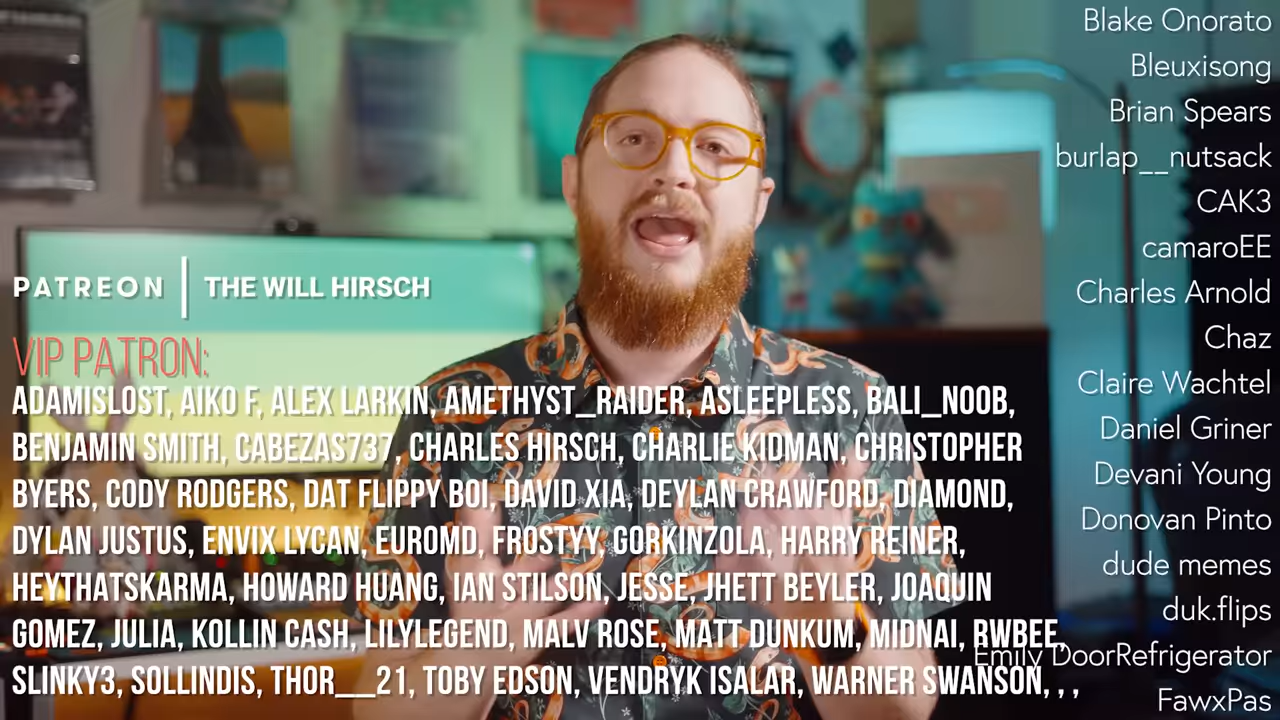 PATREON | THE WILL HIRSCH
VIP PATRON:
ADAMISLOST, AIKO F, ALEX LARKIN, AMETHYST_RAIDER, ASLEEPLESS, BALI_NOOB,
BENJAMIN SMITH, CABEZAS737, CHARLES HIRSCH, CHARLIE KIDMAN, CHRISTOPHER
BYERS, CODY RODGERS, DAT FLIPPY BOI, DAVID XIA, DEYLAN CRAWFORD, DIAMOND,
DYLAN JUSTUS, ENVIX LYCAN, EUROMD, FROSTYY, GORKINZOLA, HARRY REINER,
HEYTHATSKARMA, HOWARD HUANG, IAN STILSON, JESSE, JHETT BEYLER, JOAQUIN
GOMEZ, JULIA, KOLLIN CASH, LILYLEGEND, MALV ROSE, MATT DUNKUM, MIDNAI, RWBEE,
SLINKY3, SOLLINDIS, THOR__21, TOBY EDSON, VENDRYK ISALAR, WARNER SWANSON, , ,
Blake Onorato
Bleuxisong
Brian Spears
burlap__nutsack
CAK3
camaroEE
Charles Arnold
Chaz
Claire Wachtel
Daniel Griner
Devani Young
Donovan Pinto
dude memes
duk.flips
Emily DoorRefrigerator
FawxPas